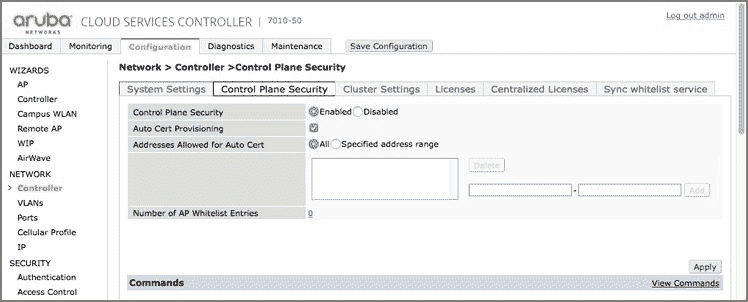 aruba NETWORKS CLOUD SERVICES CONTROLLER | 7010-50
Log out admin
Dashboard Monitoring Configuration Diagnostics Maintenance Save Configuration
WIZARDS
AP
Controller
Campus WLAN
Remote AP
WIP
AirWave
NETWORK
> Controller
VLANs
Ports
Cellular Profile
IP
SECURITY
Authentication
Access Control
Network > Controller >Control Plane Security
System Settings Control Plane Security Cluster Settings Licenses Centralized Licenses Sync whitelist service
Control Plane Security Enabled Disabled
Auto Cert Provisioning
Addresses Allowed for Auto Cert All Specified address range
Delete
- Add
Number of AP Whitelist Entries 0
Apply
Commands View Commands